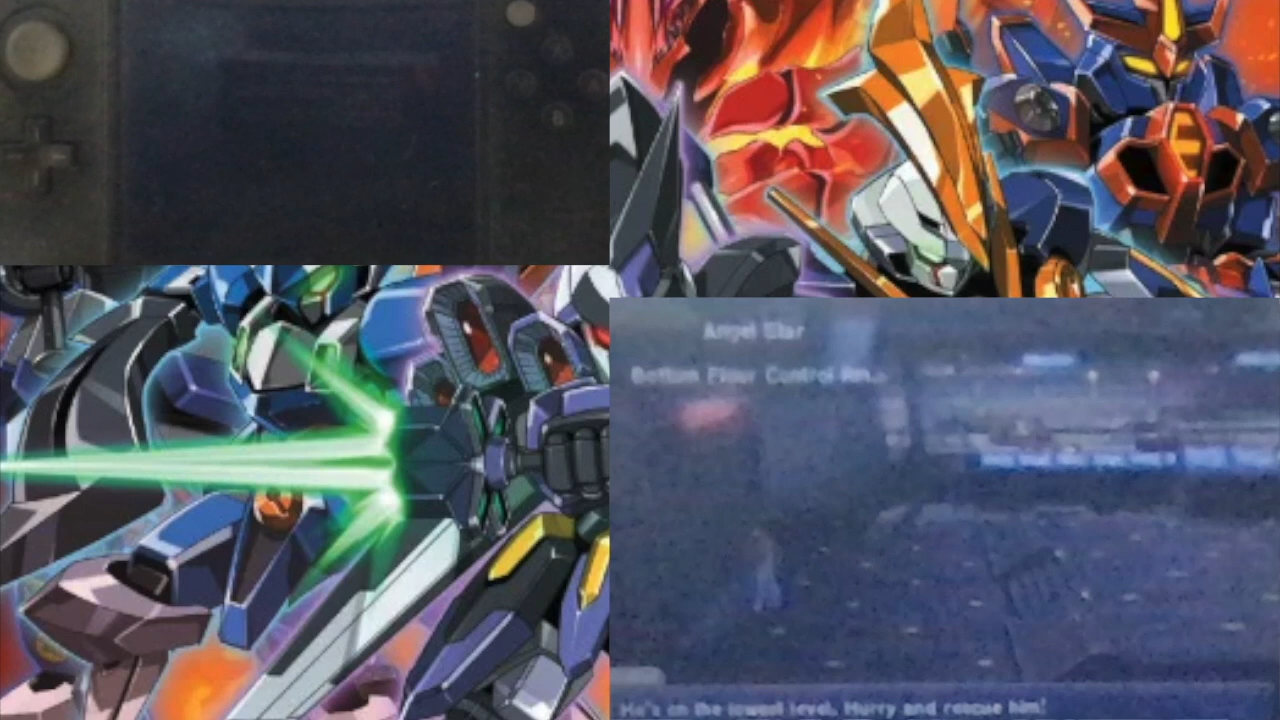 Angel Star
Bottom Floor Control Rm.
He's on the lowest level. Hurry and rescue him!